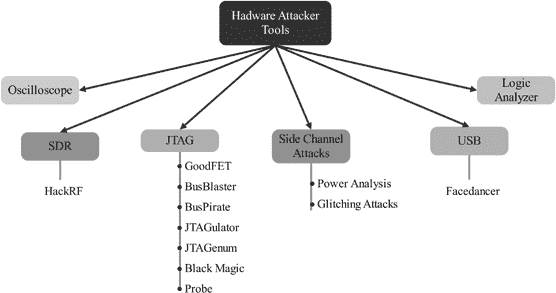 Hadware Attacker
Tools
Oscilloscope
Logic
Analyzer
SDR
JTAG
Side Channel
Attacks
USB
HackRF
GoodFET
BusBlaster
BusPirate
JTAGulator
JTAGenum
Black Magic
Probe
Power Analysis
Glitching Attacks
Facedancer